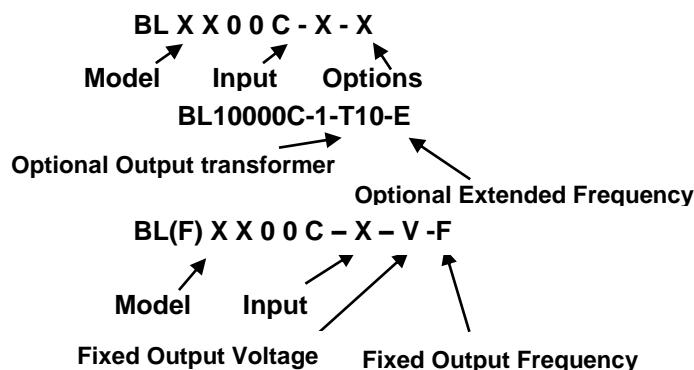 BL X X 0 0 C - X - X
Model Input Options
BL10000C-1-T10-E
Optional Output transformer
Optional Extended Frequency
BL(F) X X 0 0 C – X – V -F
Model Input
Fixed Output Voltage Fixed Output Frequency